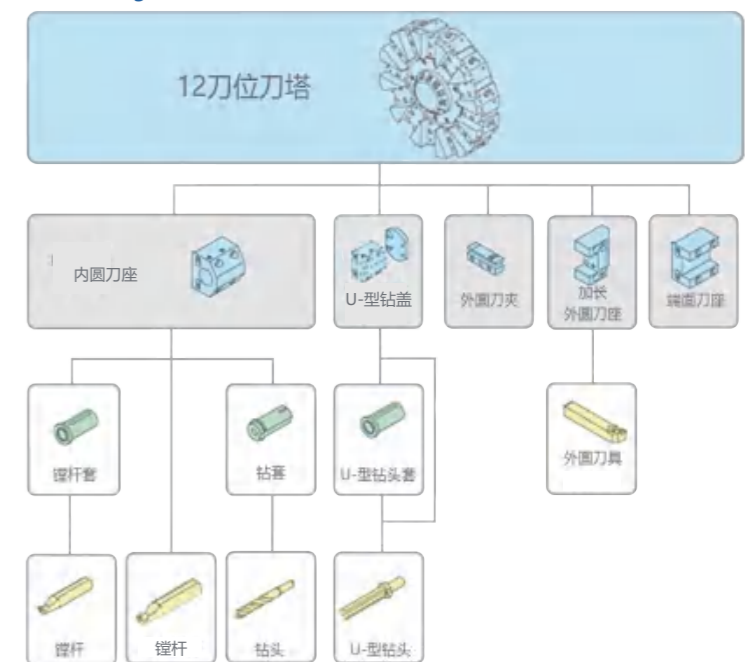 12刀位刀塔
内圆刀座
U-型钻盖
外圆刀夹
加长
外圆刀座
端面刀座
镗杆套
钻套
U-型钻头套
外圆刀具
镗杆
镗杆
钻头
U-型钻头